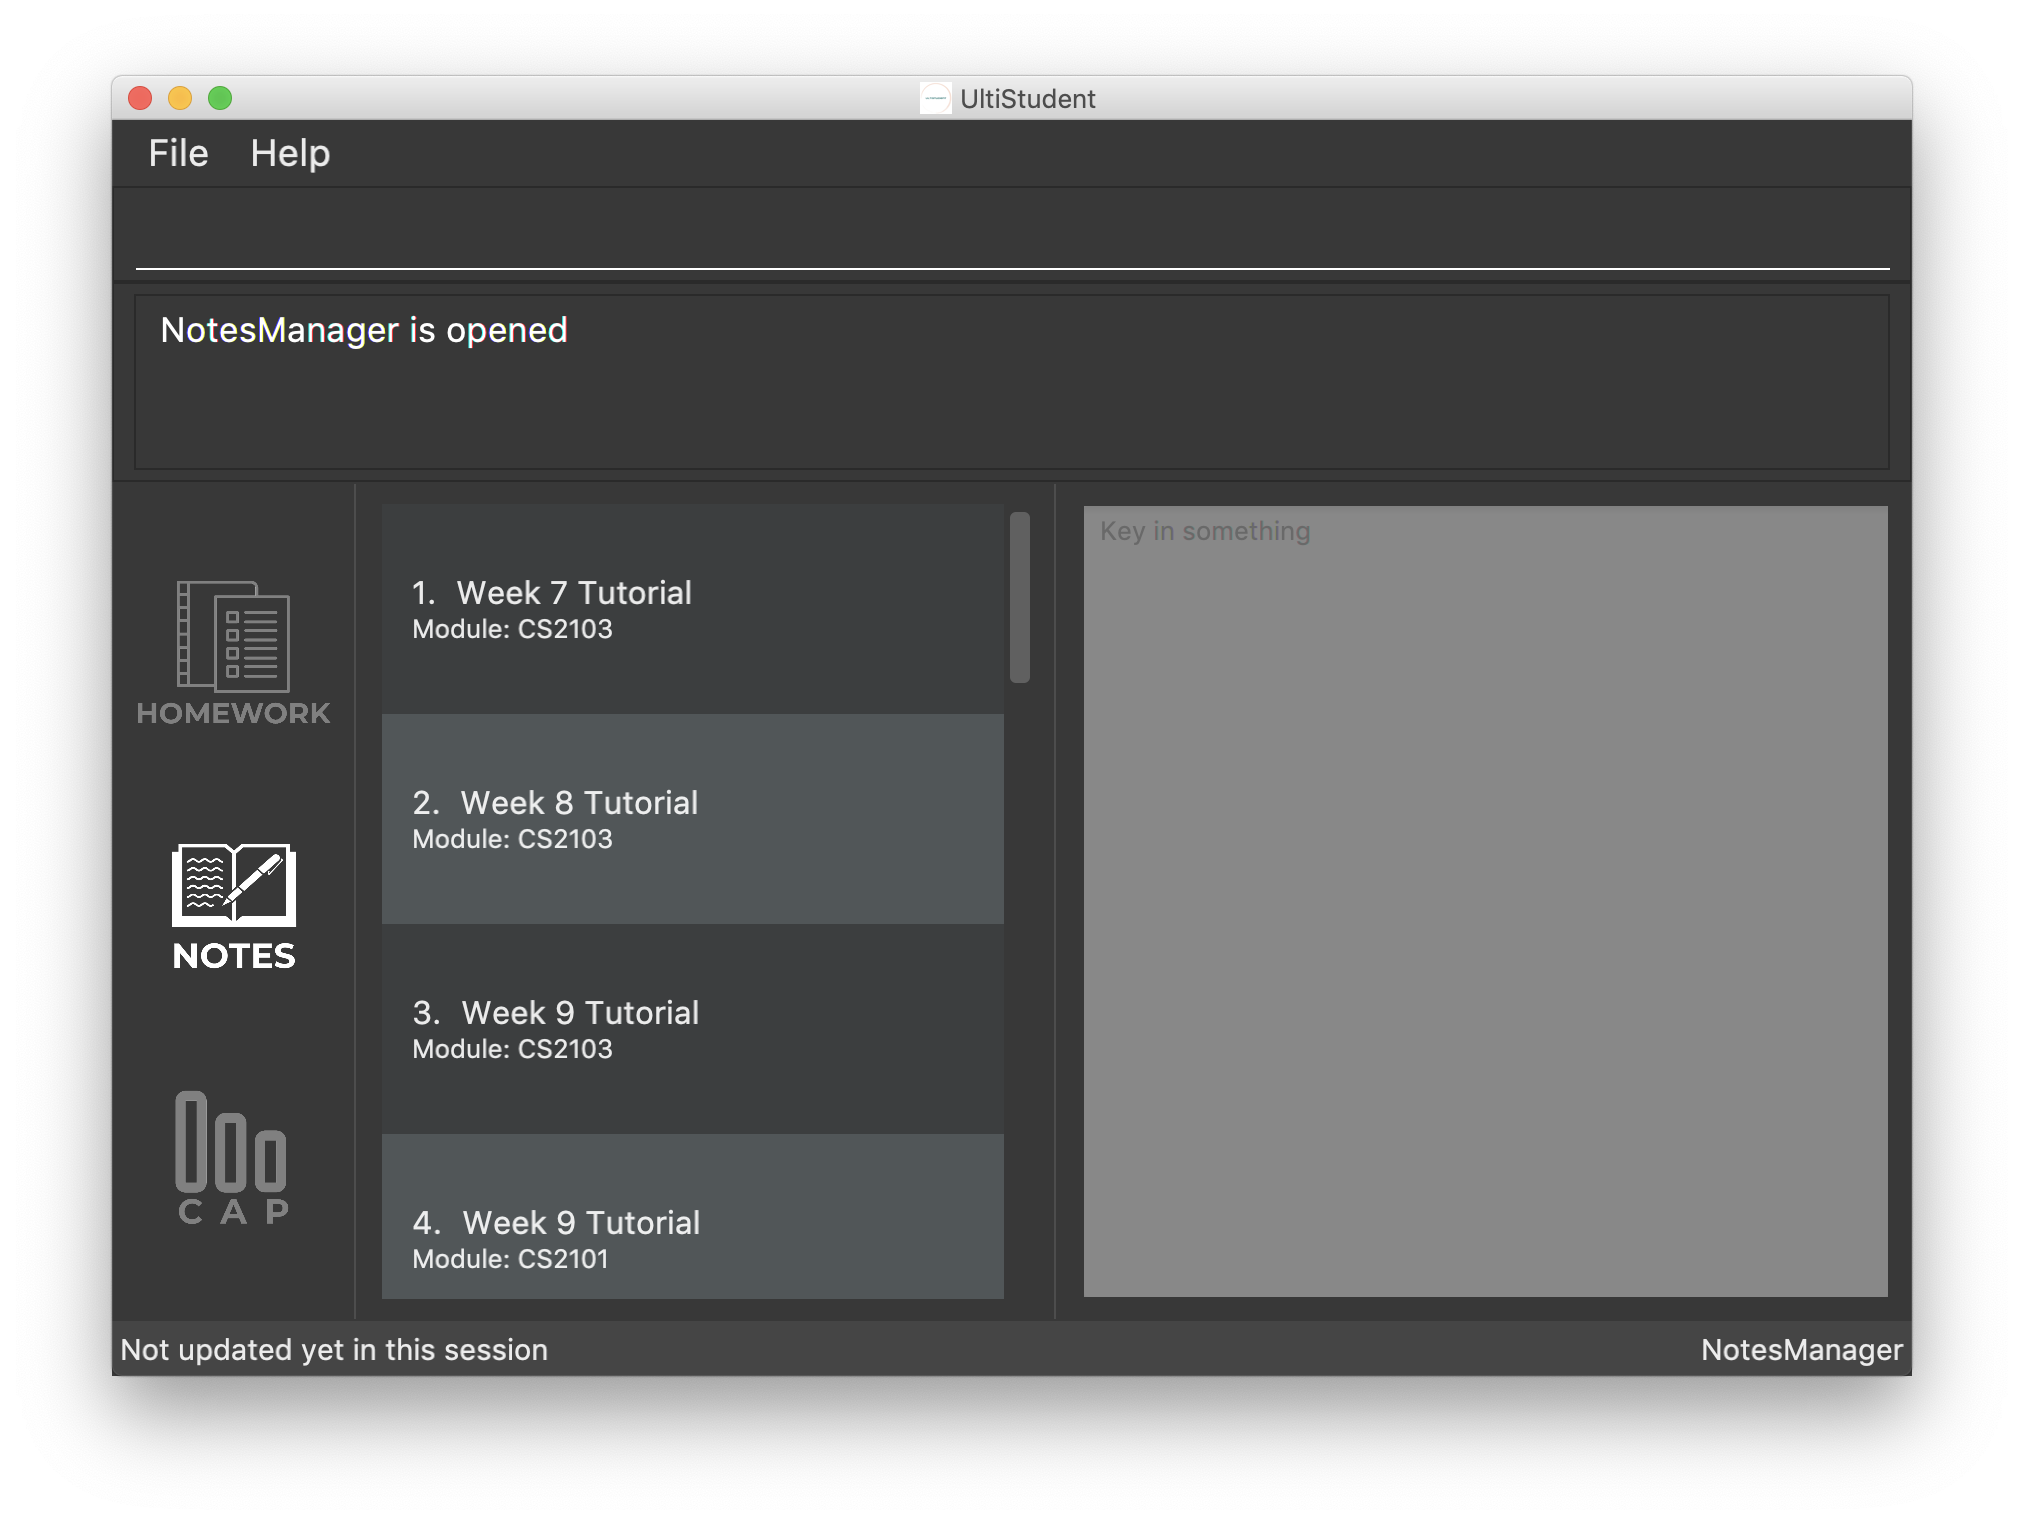 UltiStudent
File Help
NotesManager is opened
HOMEWORK
NOTES
CAP
1. Week 7 Tutorial
Module: CS2103
2. Week 8 Tutorial
Module: CS2103
3. Week 9 Tutorial
Module: CS2103
4. Week 9 Tutorial
Module: CS2101
Key in something
Not updated yet in this session
NotesManager